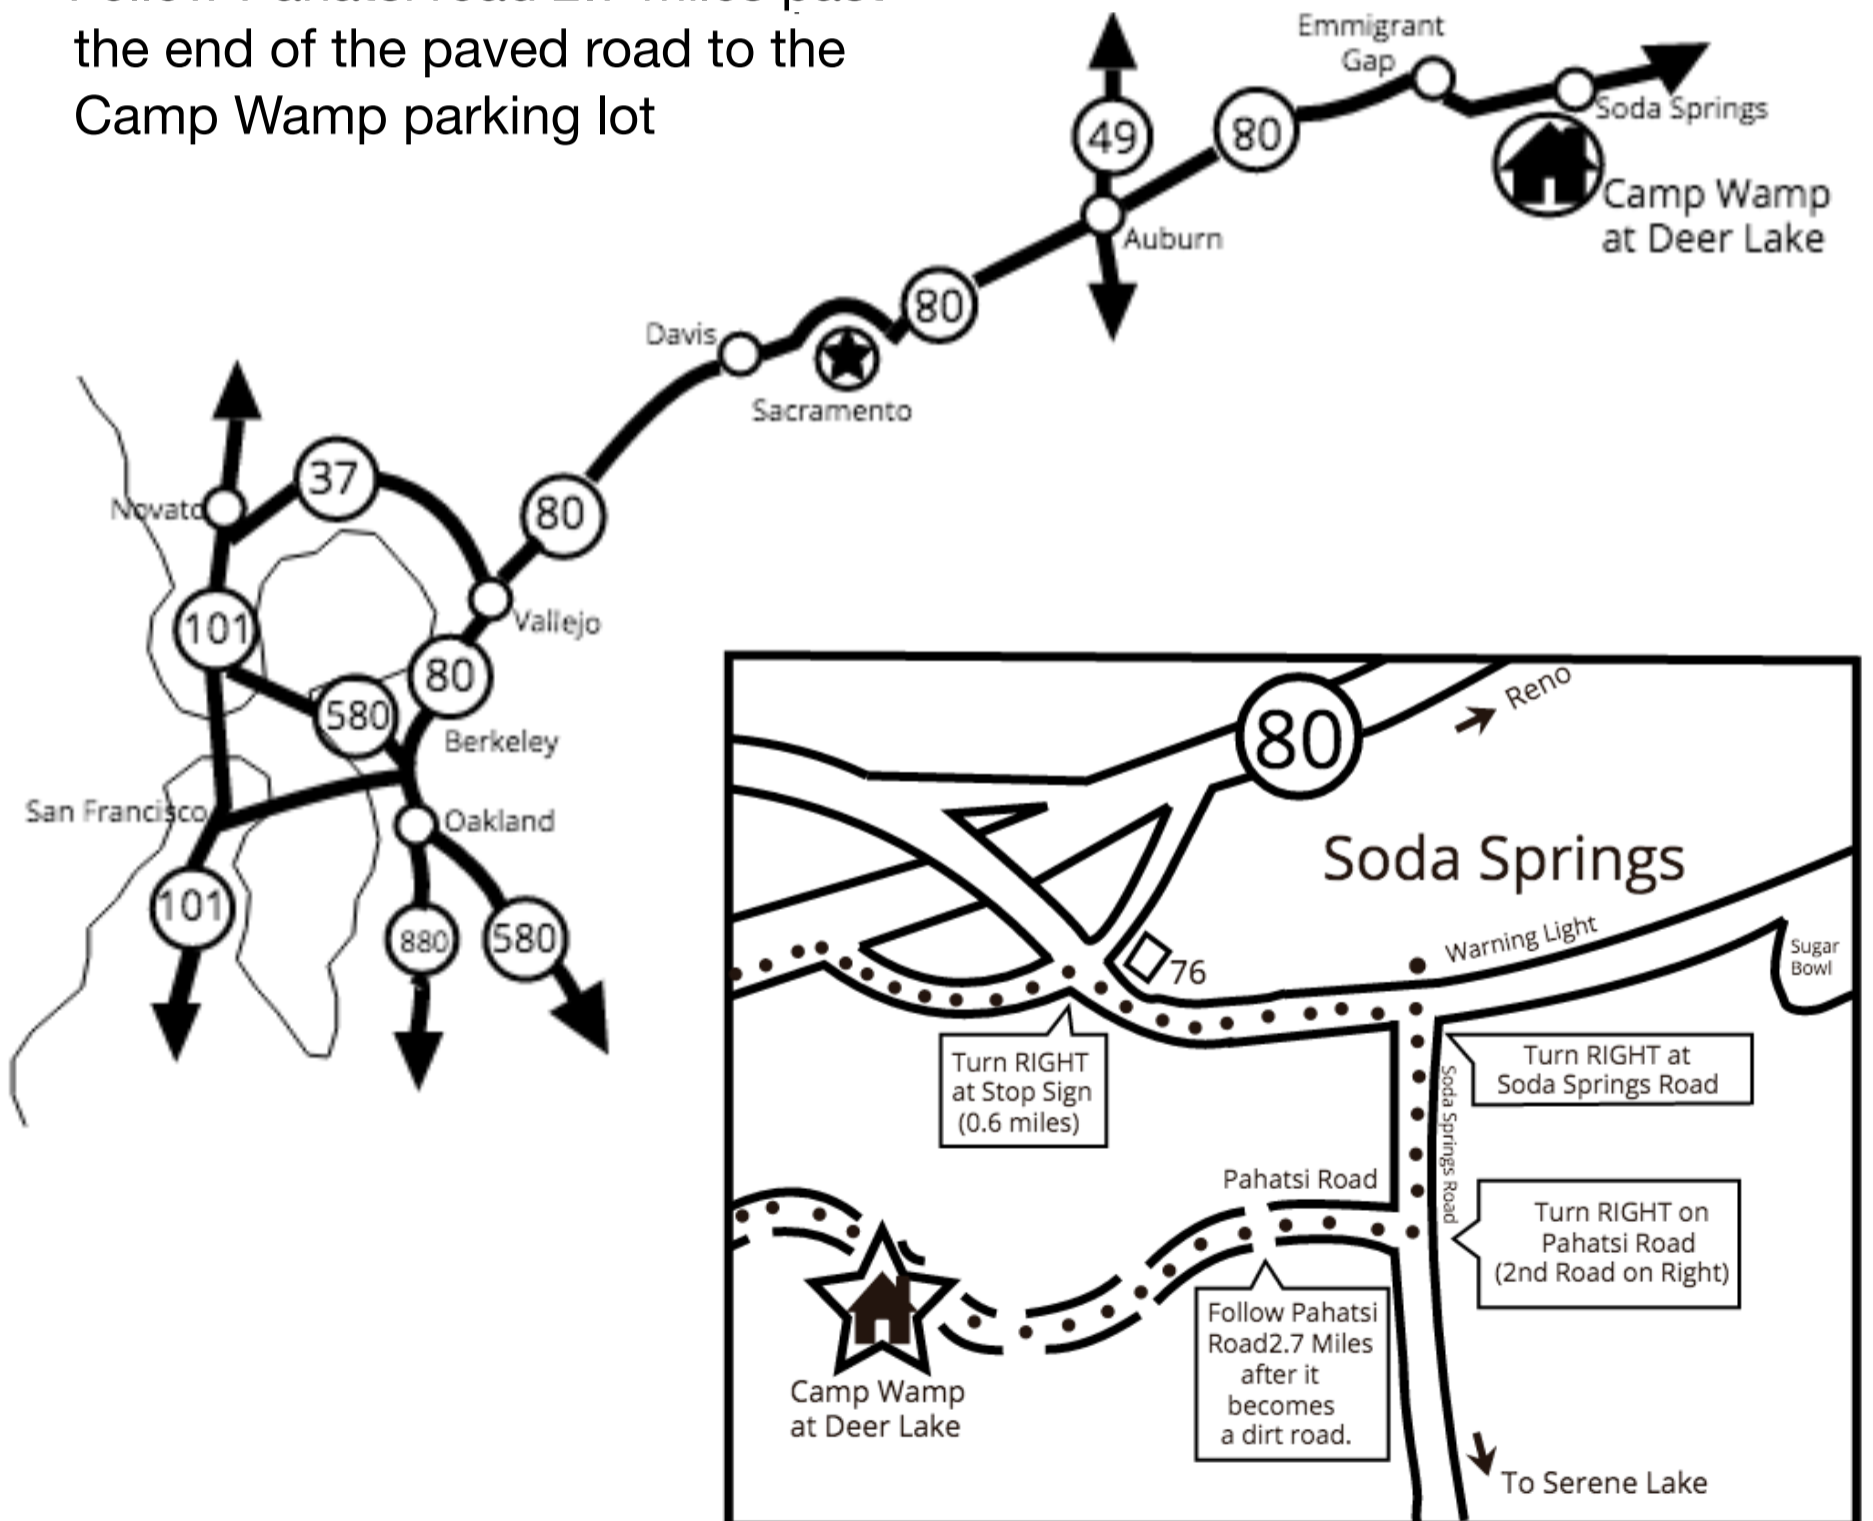 the end of the paved road to the
Camp Wamp parking lot
Emmigrant
Gap
Soda Springs
49
80
Camp Wamp
at Deer Lake
Auburn
80
Davis
Sacramento
37
Novato
80
101
Vallejo
80
580
Berkeley
San Francisco
Oakland
101
880
580
80
Reno
Soda Springs
Warning Light
Sugar
Bowl
76
Turn RIGHT
at Stop Sign
(0.6 miles)
Turn RIGHT at
Soda Springs Road
Soda Springs Road
Pahatsi Road
Turn RIGHT on
Pahatsi Road
(2nd Road on Right)
Follow Pahatsi
Road2.7 Miles
after it
becomes
a dirt road.
Camp Wamp
at Deer Lake
To Serene Lake